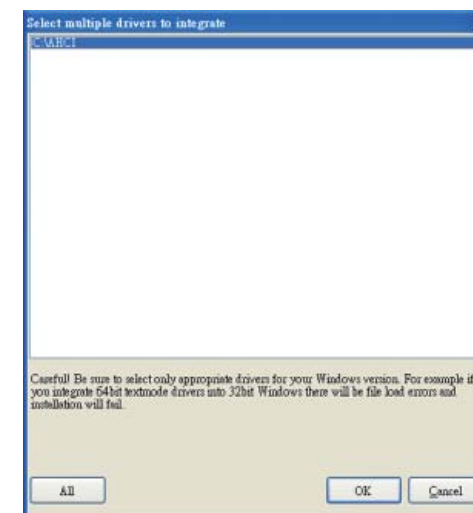 Select multiple drivers to integrate
C:\AHCI
Careful! Be sure to select only appropriate drivers for your Windows version. For example if
you integrate 64bit textmode drivers into 32bit Windows there will be file load errors and
installation will fail.
All
OK
Cancel